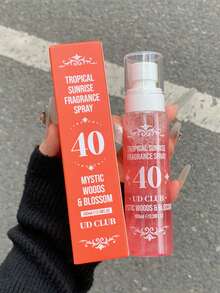 TROPICAL
SUNRISE
FRAGRANCE
SPRAY
40
MYSTIC
WOODS
& BLOSSOM
UD CLUB
TROPICAL
SUNRISE
FRAGRANCE SPRAY
40
UD CLUB
MYSTIC WOODS & BLOSSOM